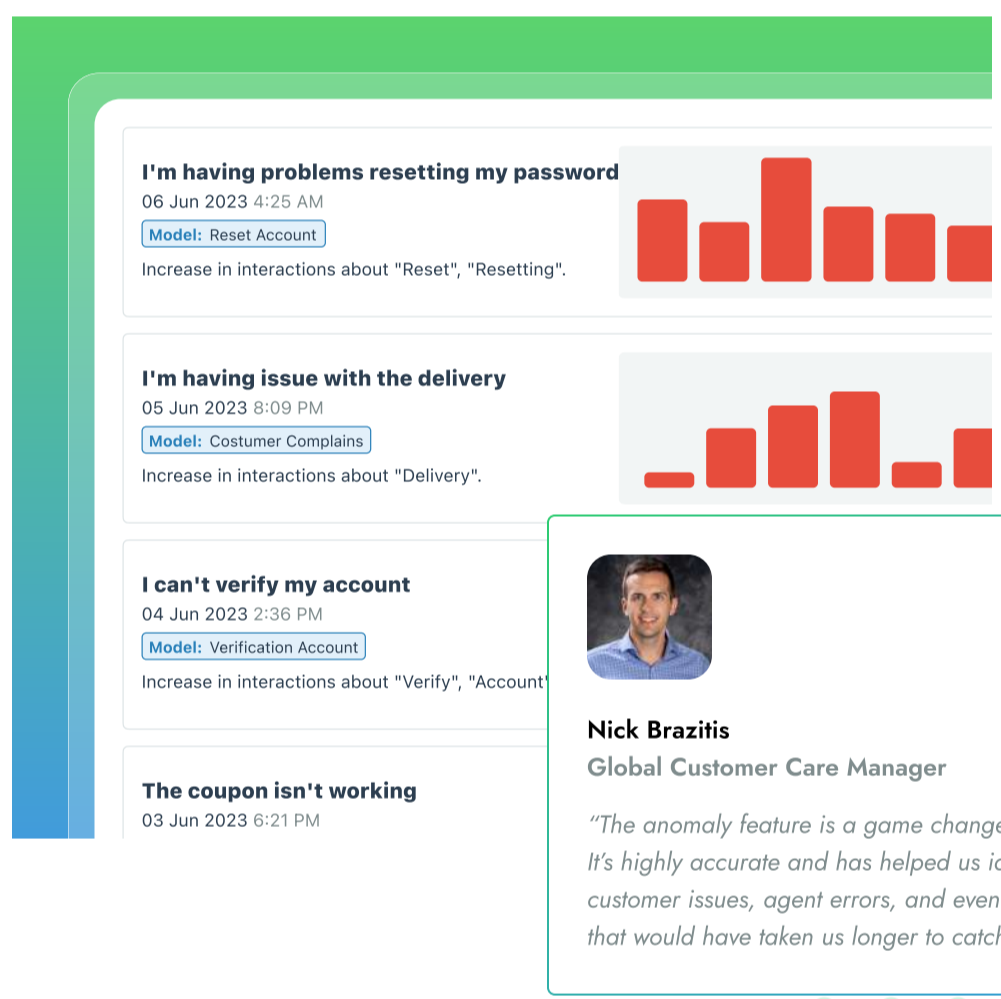 I'm having problems resetting my password
06 Jun 2023 4:25 AM
Model: Reset Account
Increase in interactions about "Reset", "Resetting".
I'm having issue with the delivery
05 Jun 2023 8:09 PM
Model: Costumer Complains
Increase in interactions about "Delivery".
I can't verify my account
04 Jun 2023 2:36 PM
Model: Verification Account
Increase in interactions about "Verify", "Account"
The coupon isn't working
03 Jun 2023 6:21 PM
Nick Brazitis
Global Customer Care Manager
“The anomaly feature is a game change
It’s highly accurate and has helped us
customer issues, agent errors, and even
that would have taken us longer to catch